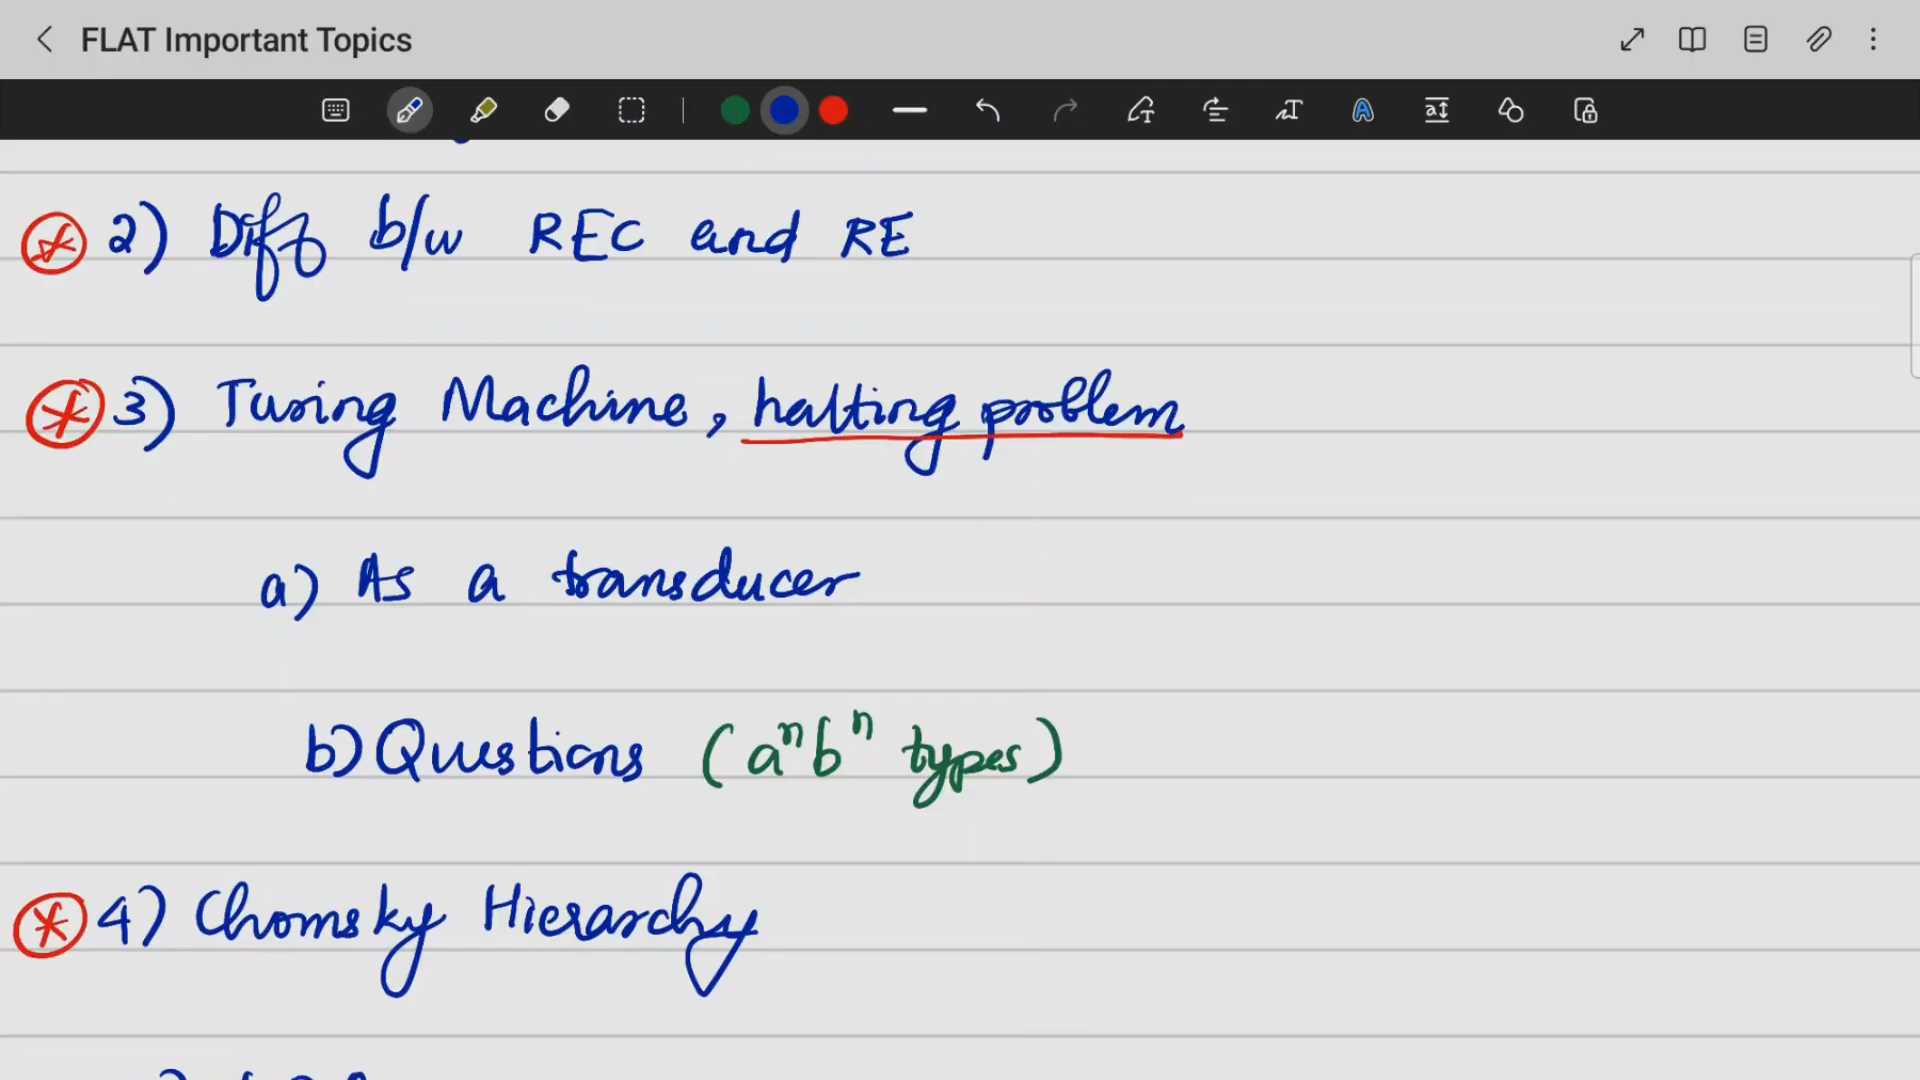 FLAT Important Topics
2) Diff b/w REC and RE
3) Turing Machine, halting problem
a) As a transducer
b) Questions (aⁿbⁿ types)
4) Chomsky Hierarchy